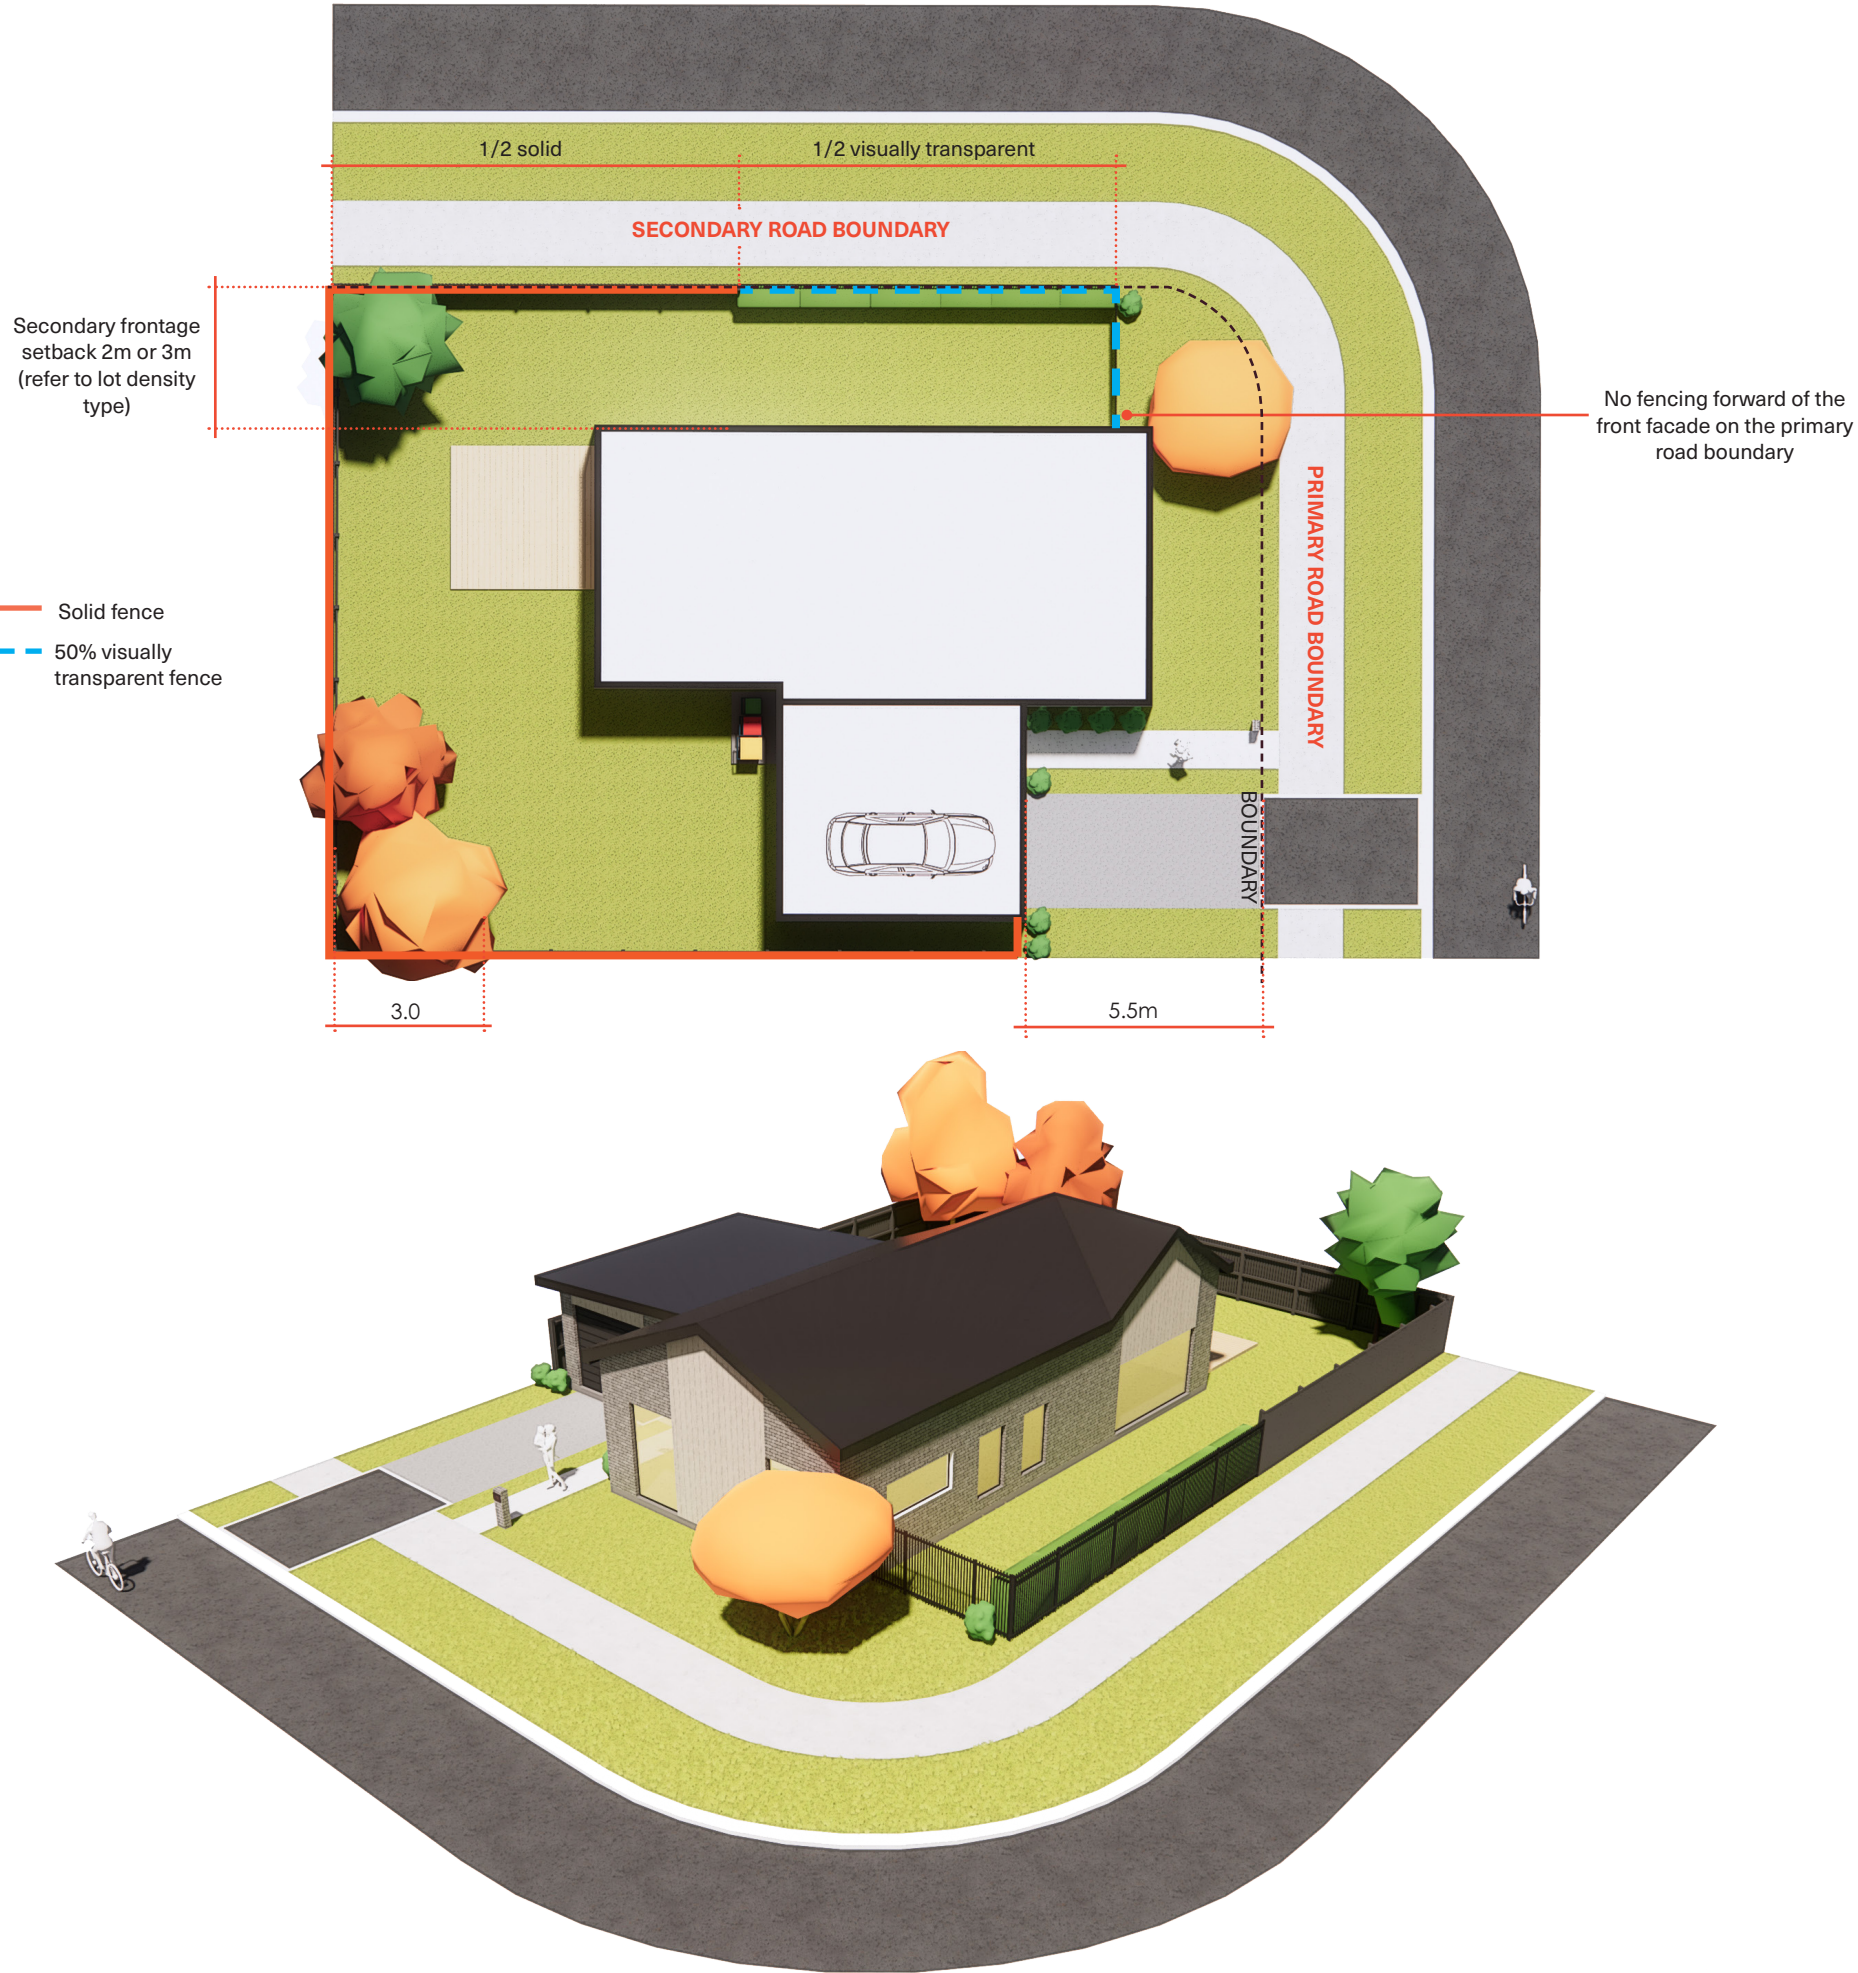 1/2 solid
1/2 visually transparent
SECONDARY ROAD BOUNDARY
Secondary frontage
setback 2m or 3m
(refer to lot density
type)
No fencing forward of the
front facade on the primary
road boundary
PRIMARY ROAD BOUNDARY
Solid fence
50% visually
transparent fence
BOUNDARY
3.0
5.5m